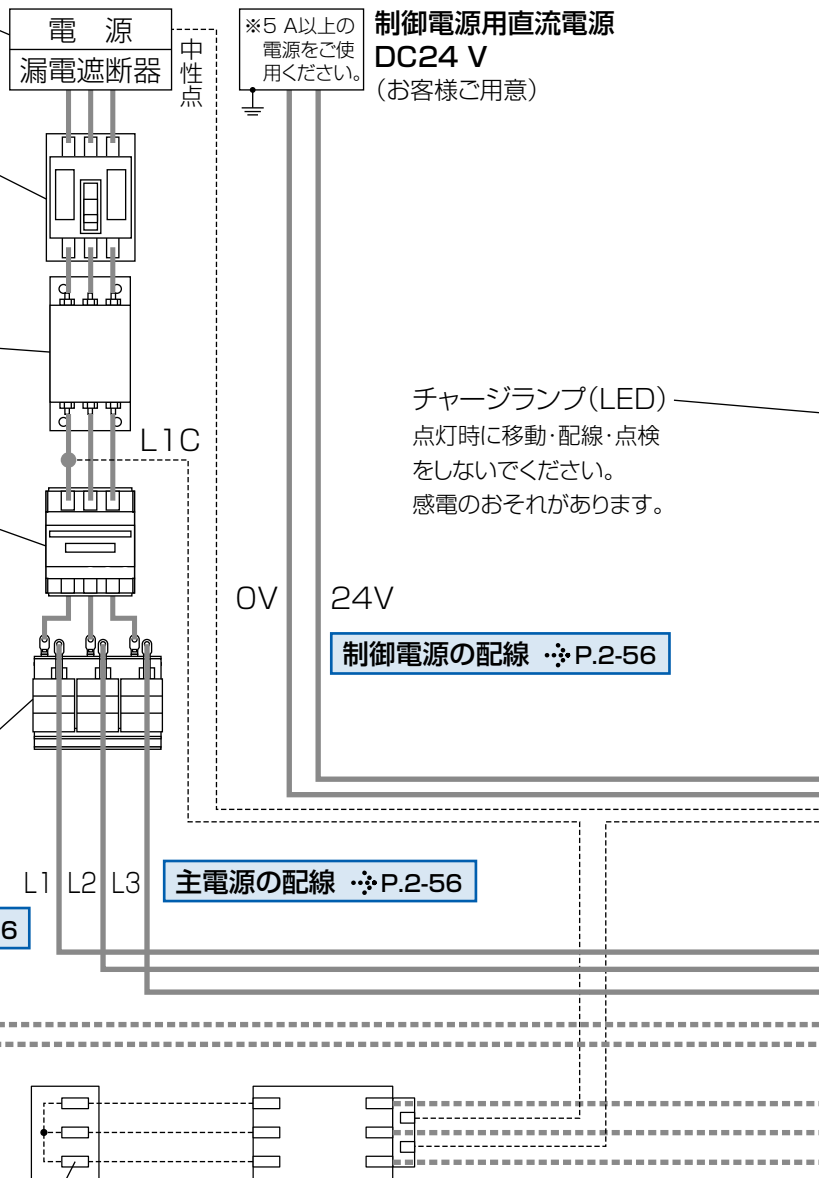 電 源
漏電遮断器
中性点
※5 A以上の
電源をご使
用ください。
制御電源用直流電源
DC24 V
（お客様ご用意）
チャージランプ（LED）
点灯時に移動・配線・点検
をしないでください。
感電のおそれがあります。
L1C
0V
24V
制御電源の配線 P.2-56
L1
L2
L3
主電源の配線 P.2-56
6